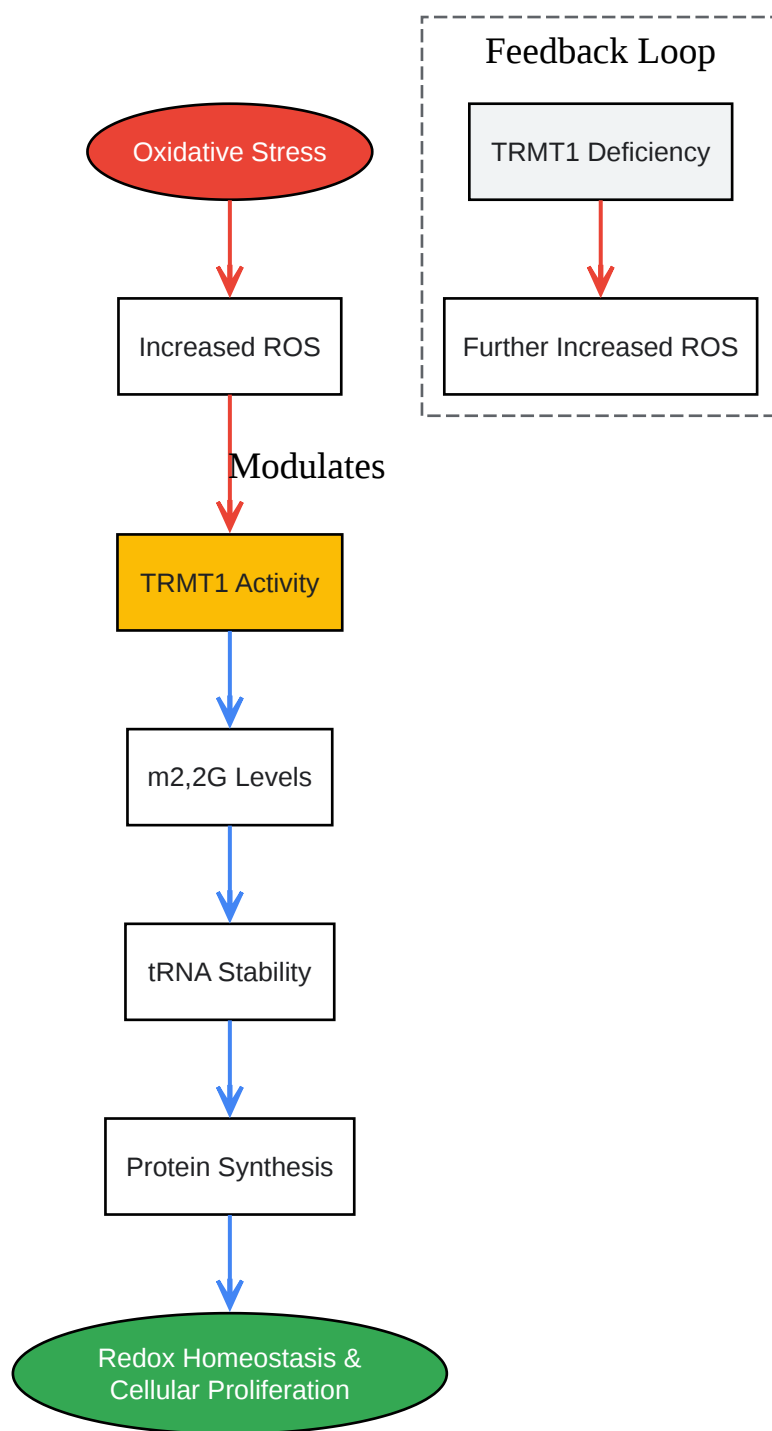 Feedback Loop
Oxidative Stress
TRMT1 Deficiency
Increased ROS
Further Increased ROS
Modulates
TRMT1 Activity
m2,2G Levels
tRNA Stability
Protein Synthesis
Redox Homeostasis &
Cellular Proliferation